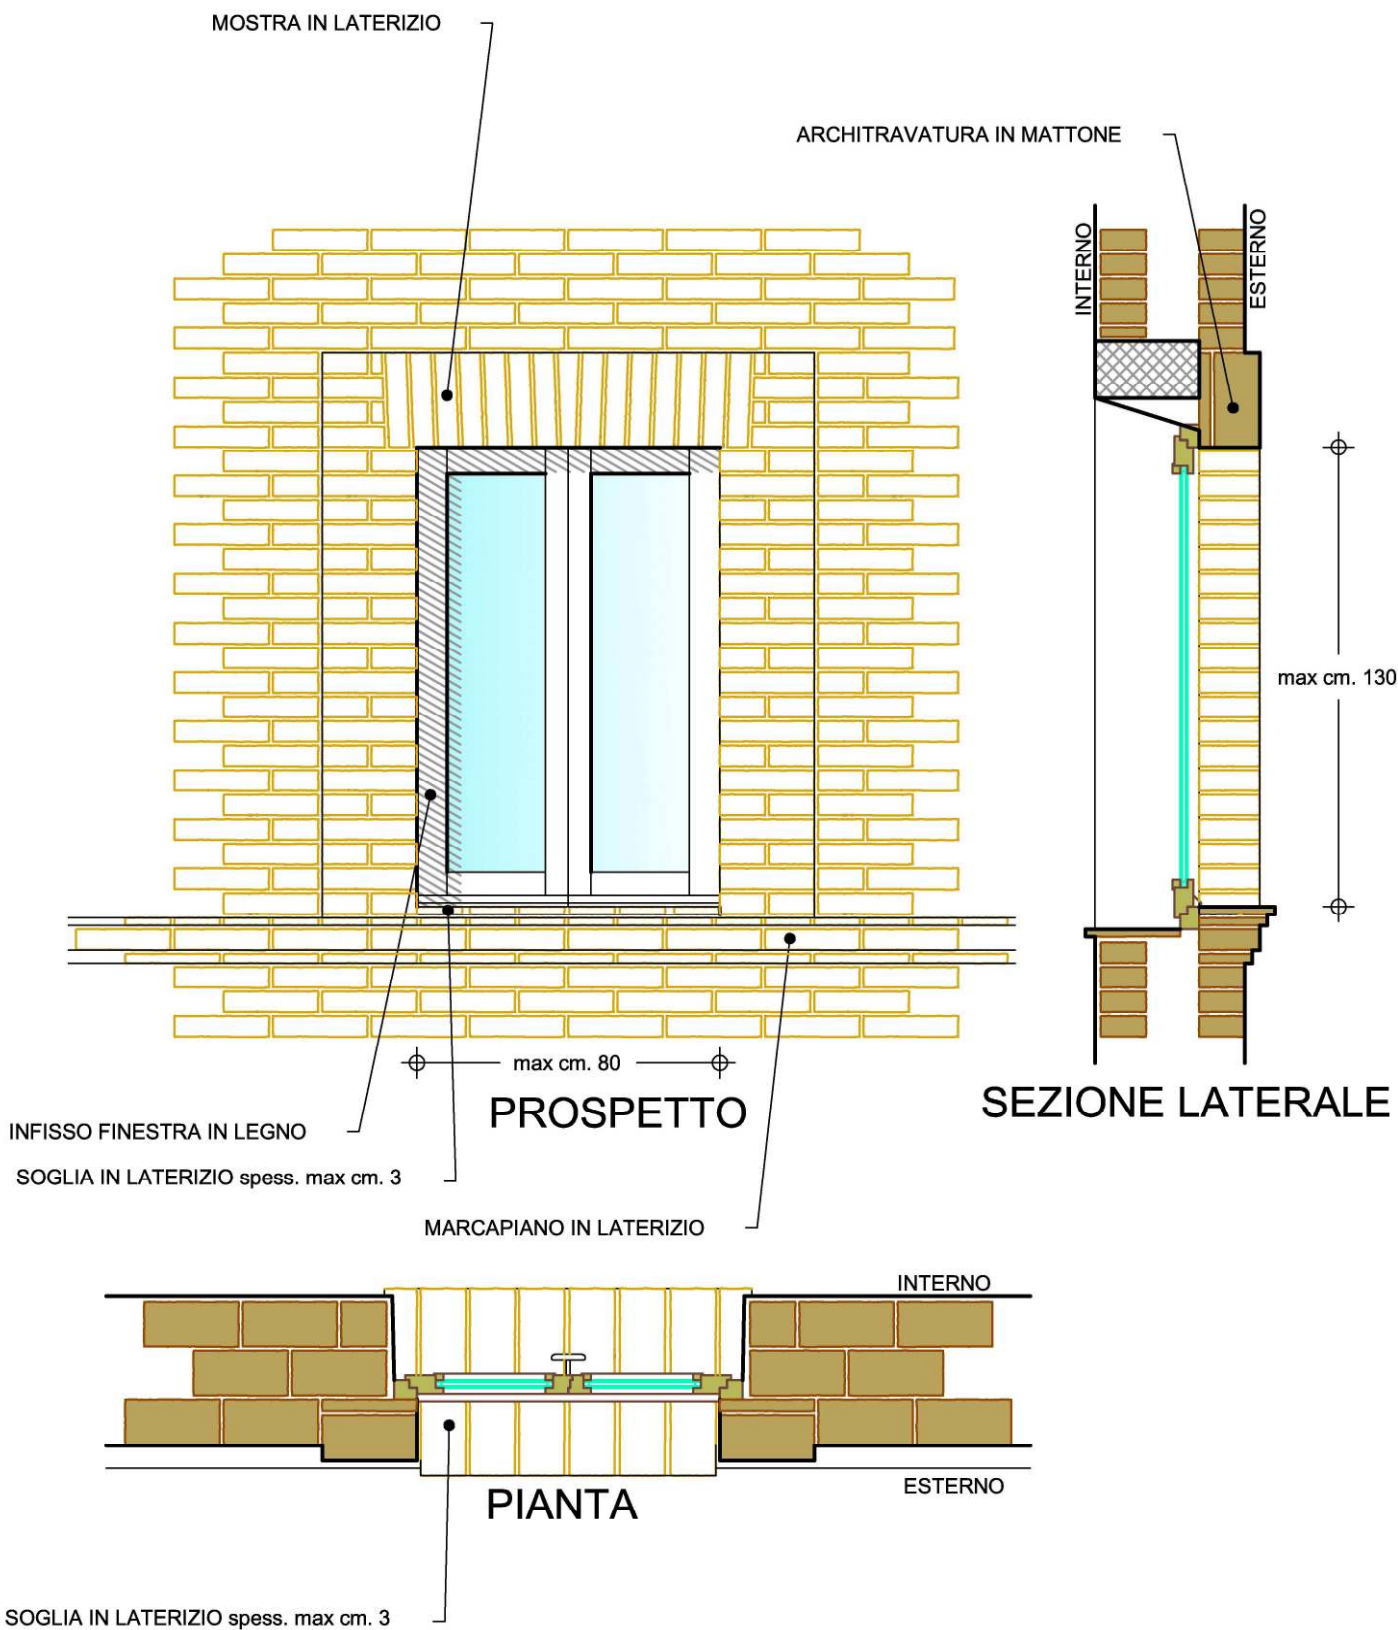 MOSTRA IN LATERIZIO
ARCHITRAVATURA IN MATTONE
INTERNO
ESTERNO
max cm. 130
max cm. 80
PROSPETTO
SEZIONE LATERALE
INFISSO FINESTRA IN LEGNO
SOGLIA IN LATERIZIO spess. max cm. 3
MARCAPIANO IN LATERIZIO
INTERNO
ESTERNO
PIANTA
SOGLIA IN LATERIZIO spess. max cm. 3